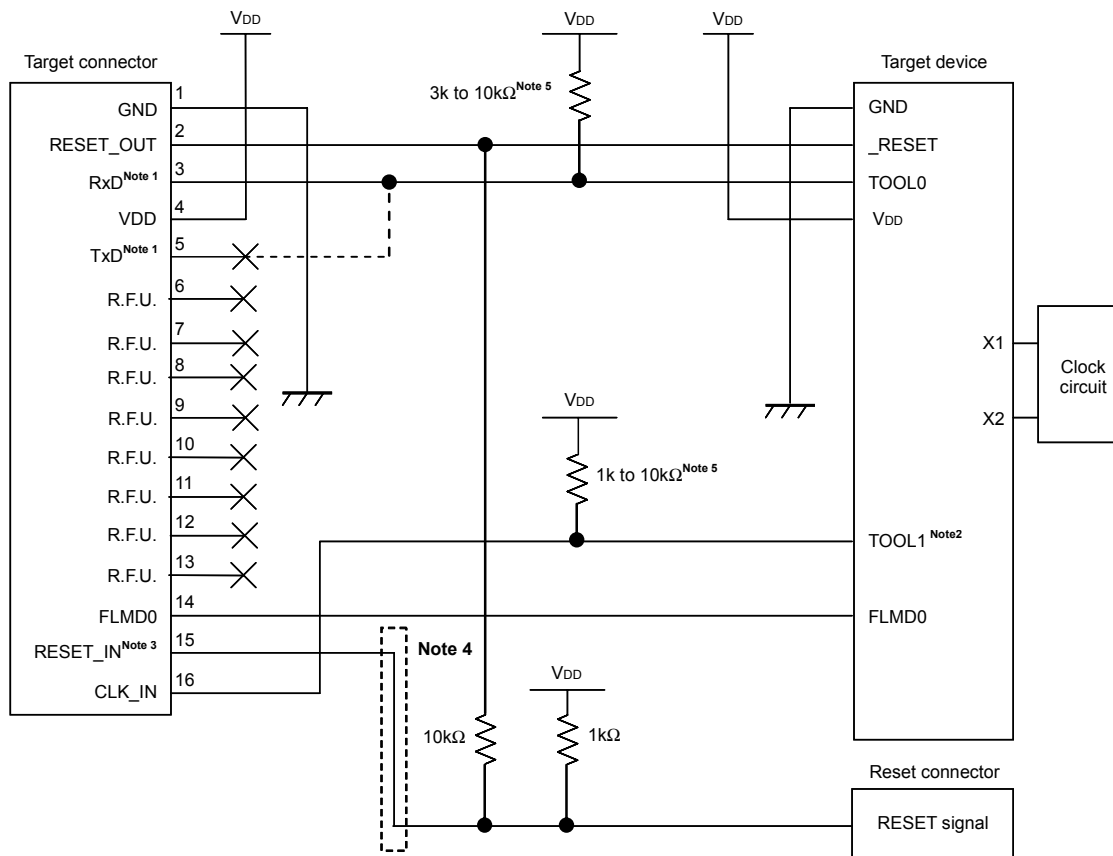 VDD
VDD
VDD
Target connector
Target device
3k to 10kΩNote 5
1
GND
2
RESET_OUT
3
RxDNote 1
4
VDD
5
TxDNote 1
6
R.F.U.
7
R.F.U.
8
R.F.U.
9
R.F.U.
10
R.F.U.
11
R.F.U.
12
R.F.U.
13
R.F.U.
14
FLMD0
15
RESET_INNote 3
16
CLK_IN
GND
_RESET
TOOL0
VDD
X1
X2
Clock
circuit
VDD
1k to 10kΩNote 5
TOOL1 Note2
FLMD0
Note 4
VDD
10kΩ
1kΩ
Reset connector
RESET signal